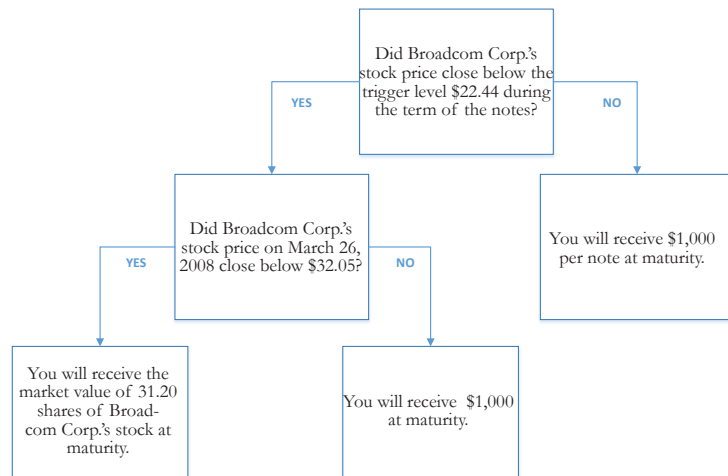 Did Broadcom Corp.'s
stock price close below the
trigger level $22.44 during
the term of the notes?
YES
NO
Did Broadcom Corp.'s
stock price on March 26,
2008 close below $32.05?
You will receive $1,000
per note at maturity.
YES
NO
You will receive the
market value of 31.20
shares of Broad-
com Corp.'s stock at
maturity.
You will receive $1,000
at maturity.